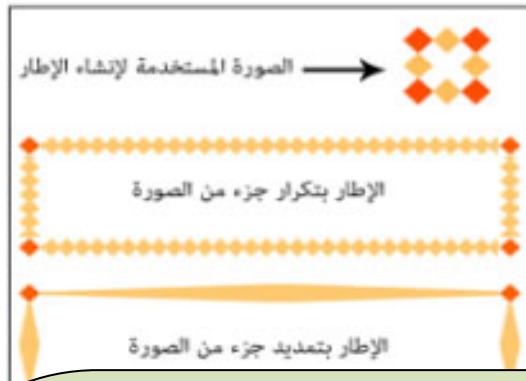 الصورة المستخدمة لإنشاء الإطار
الإطار بتكرار جزء من الصورة
الإطار بتمديد جزء من الصورة